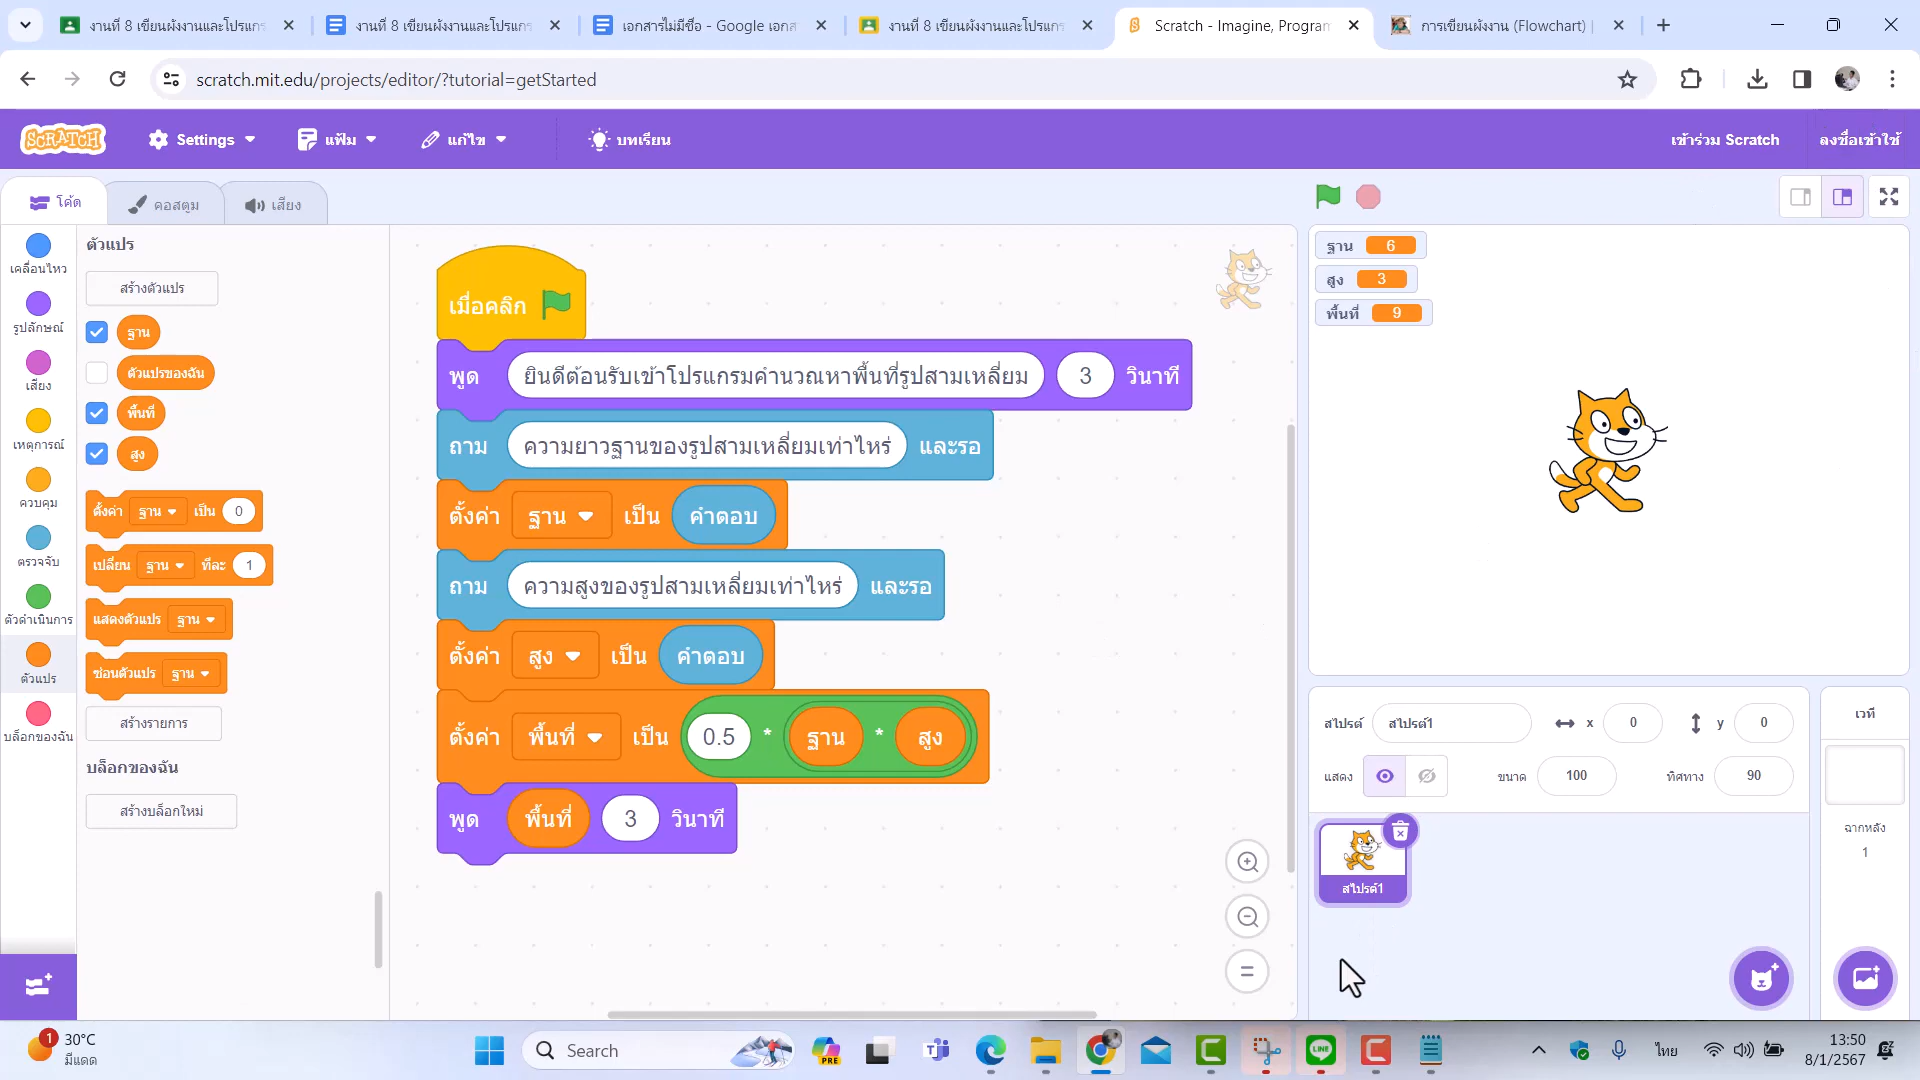 งานที่ 8 เขียนผังงานและโปรแกร
งานที่ 8 เขียนผังงานและโปรแกร
เอกสารไม่มีชื่อ - Google เอกส
งานที่ 8 เขียนผังงานและโปรแกร
Scratch - Imagine, Program
การเขียนผังงาน (Flowchart) |
scratch.mit.edu/projects/editor/?tutorial=getStarted
SCRATCH
Settings
แฟ้ม
แก้ไข
บทเรียน
เข้าร่วม Scratch
ลงชื่อเข้าใช้
โค้ด
คอสตูม
เสียง
เคลื่อนไหว
รูปลักษณ์
เสียง
เหตุการณ์
ควบคุม
ตรวจจับ
ตัวดำเนินการ
ตัวแปร
บล็อกของฉัน
ตัวแปร
สร้างตัวแปร
ฐาน
ตัวแปรของฉัน
พื้นที่
สูง
ตั้งค่า ฐาน เป็น 0
เปลี่ยน ฐาน ทีละ 1
แสดงตัวแปร ฐาน
ซ่อนตัวแปร ฐาน
สร้างรายการ
บล็อกของฉัน
สร้างบล็อกใหม่
เมื่อคลิก
พูด ยินดีต้อนรับเข้าโปรแกรมคำนวณหาพื้นที่รูปสามเหลี่ยม 3 วินาที
ถาม ความยาวฐานของรูปสามเหลี่ยมเท่าไหร่ และรอ
ตั้งค่า ฐาน เป็น คำตอบ
ถาม ความสูงของรูปสามเหลี่ยมเท่าไหร่ และรอ
ตั้งค่า สูง เป็น คำตอบ
ตั้งค่า พื้นที่ เป็น 0.5 * ฐาน * สูง
พูด พื้นที่ 3 วินาที
ฐาน 6
สูง 3
พื้นที่ 9
สไปรต์ สไปรต์1 x 0 y 0
แสดง ขนาด 100 ทิศทาง 90
สไปรต์1
เวที
ฉากหลัง
1
1
30°C
มีแดด
Search
PRE
LINE
ไทย
13:50
8/1/2567